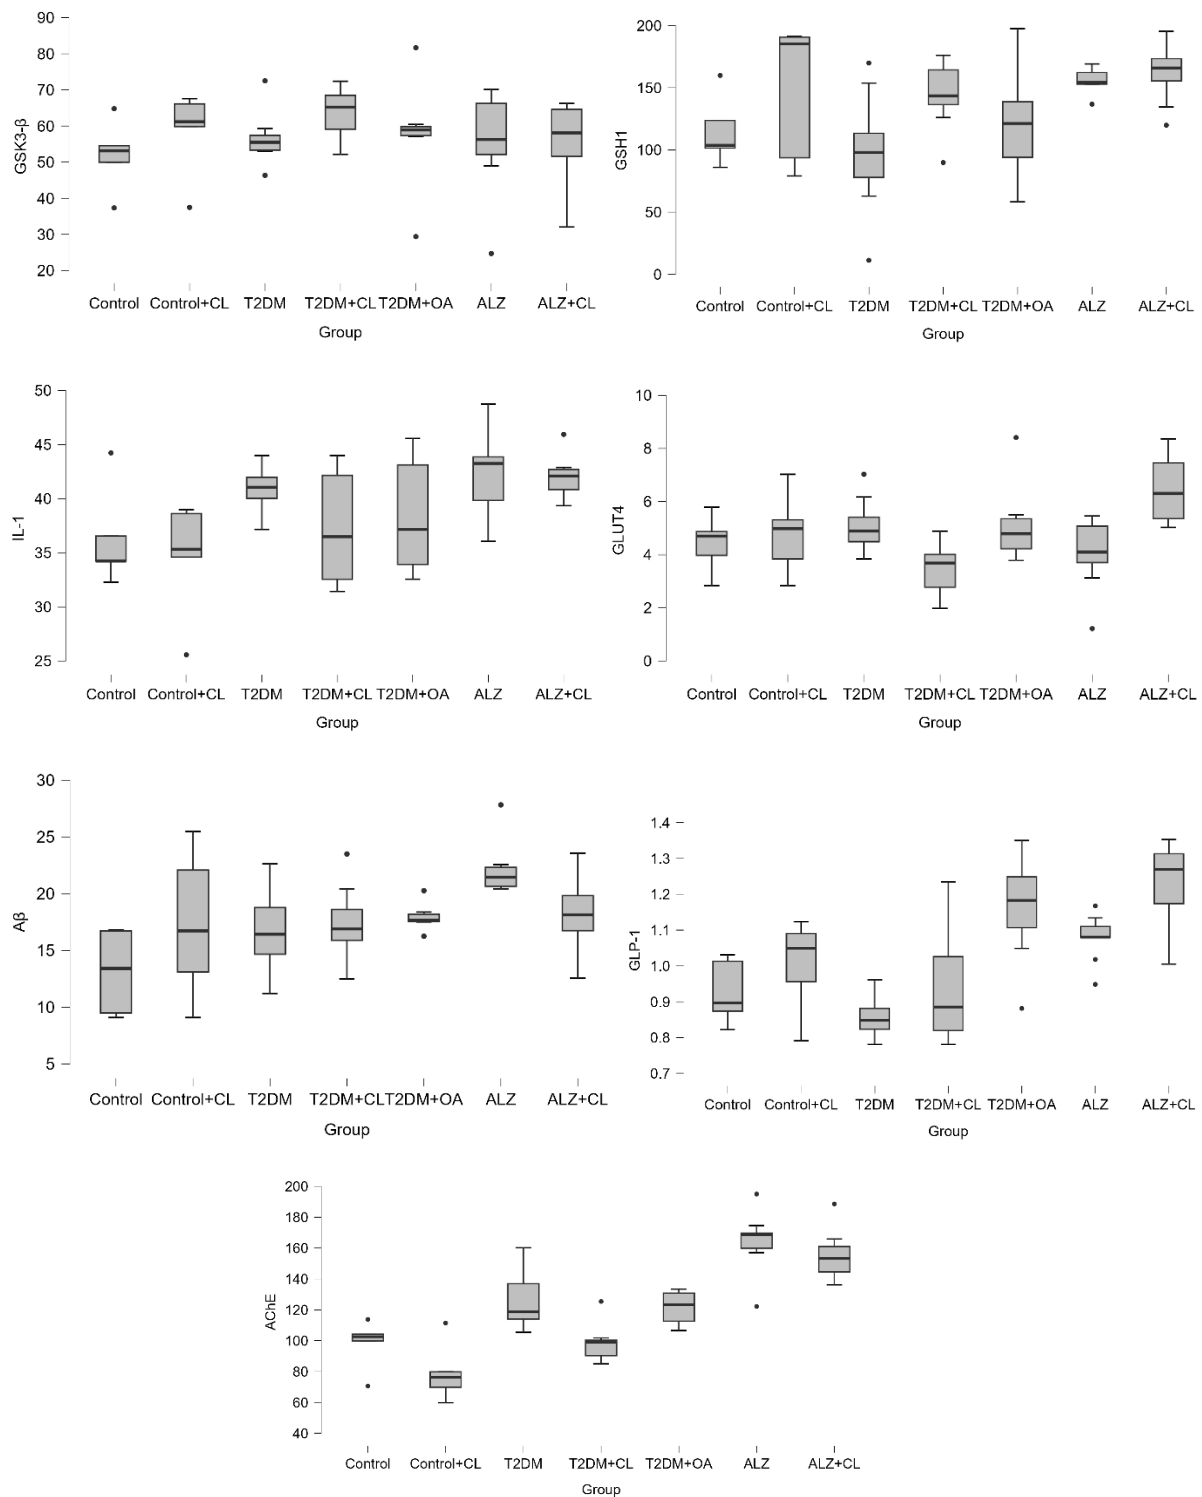 GSK3-β
90
80
70
60
50
40
30
20
Control Control+CL T2DM T2DM+CL T2DM+OA ALZ ALZ+CL
Group
GSH1
200
150
100
50
0
Control Control+CL T2DM T2DM+CL T2DM+OA ALZ ALZ+CL
Group
IL-1
50
45
40
35
30
25
Control Control+CL T2DM T2DM+CL T2DM+OA ALZ ALZ+CL
Group
GLUT4
10
8
6
4
2
0
Control Control+CL T2DM T2DM+CL T2DM+OA ALZ ALZ+CL
Group
Aβ
30
25
20
15
10
5
Control Control+CL T2DM T2DM+CL T2DM+OA ALZ ALZ+CL
Group
GLP-1
1.4
1.3
1.2
1.1
1.0
0.9
0.8
0.7
Control Control+CL T2DM T2DM+CL T2DM+OA ALZ ALZ+CL
Group
AChE
200
180
160
140
120
100
80
60
40
Control Control+CL T2DM T2DM+CL T2DM+OA ALZ ALZ+CL
Group